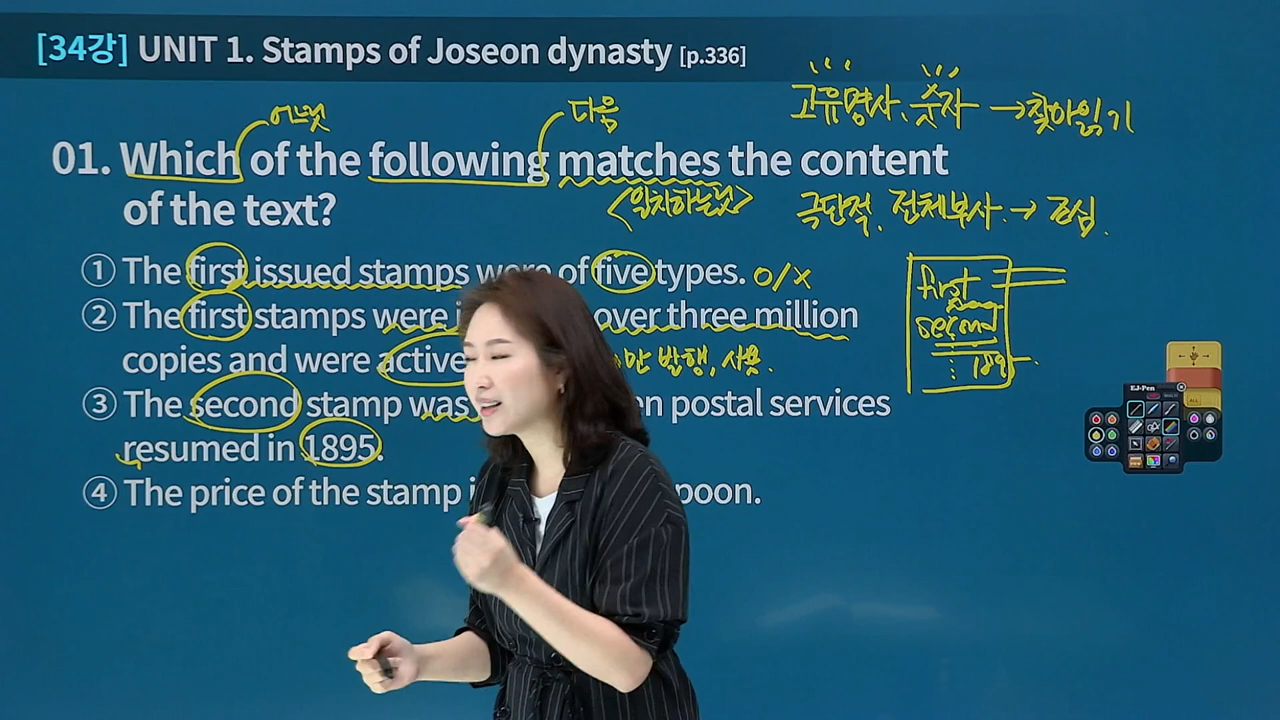 [34강] UNIT 1. Stamps of Joseon dynasty [p.336]
고유명사, 숫자 → 찾아읽기
어느것
다음
01. Which of the following matches the content
<일치하는것>
극단적, 전체부사 → 조심.
of the text?
① The first issued stamps were of five types. O/X
② The first stamps were over three million
copies and were active
만 발행, 사용.
③ The second stamp was en postal services
resumed in 1895.
④ The price of the stamp poon.
first
second
189
EJ-Pen
ALL